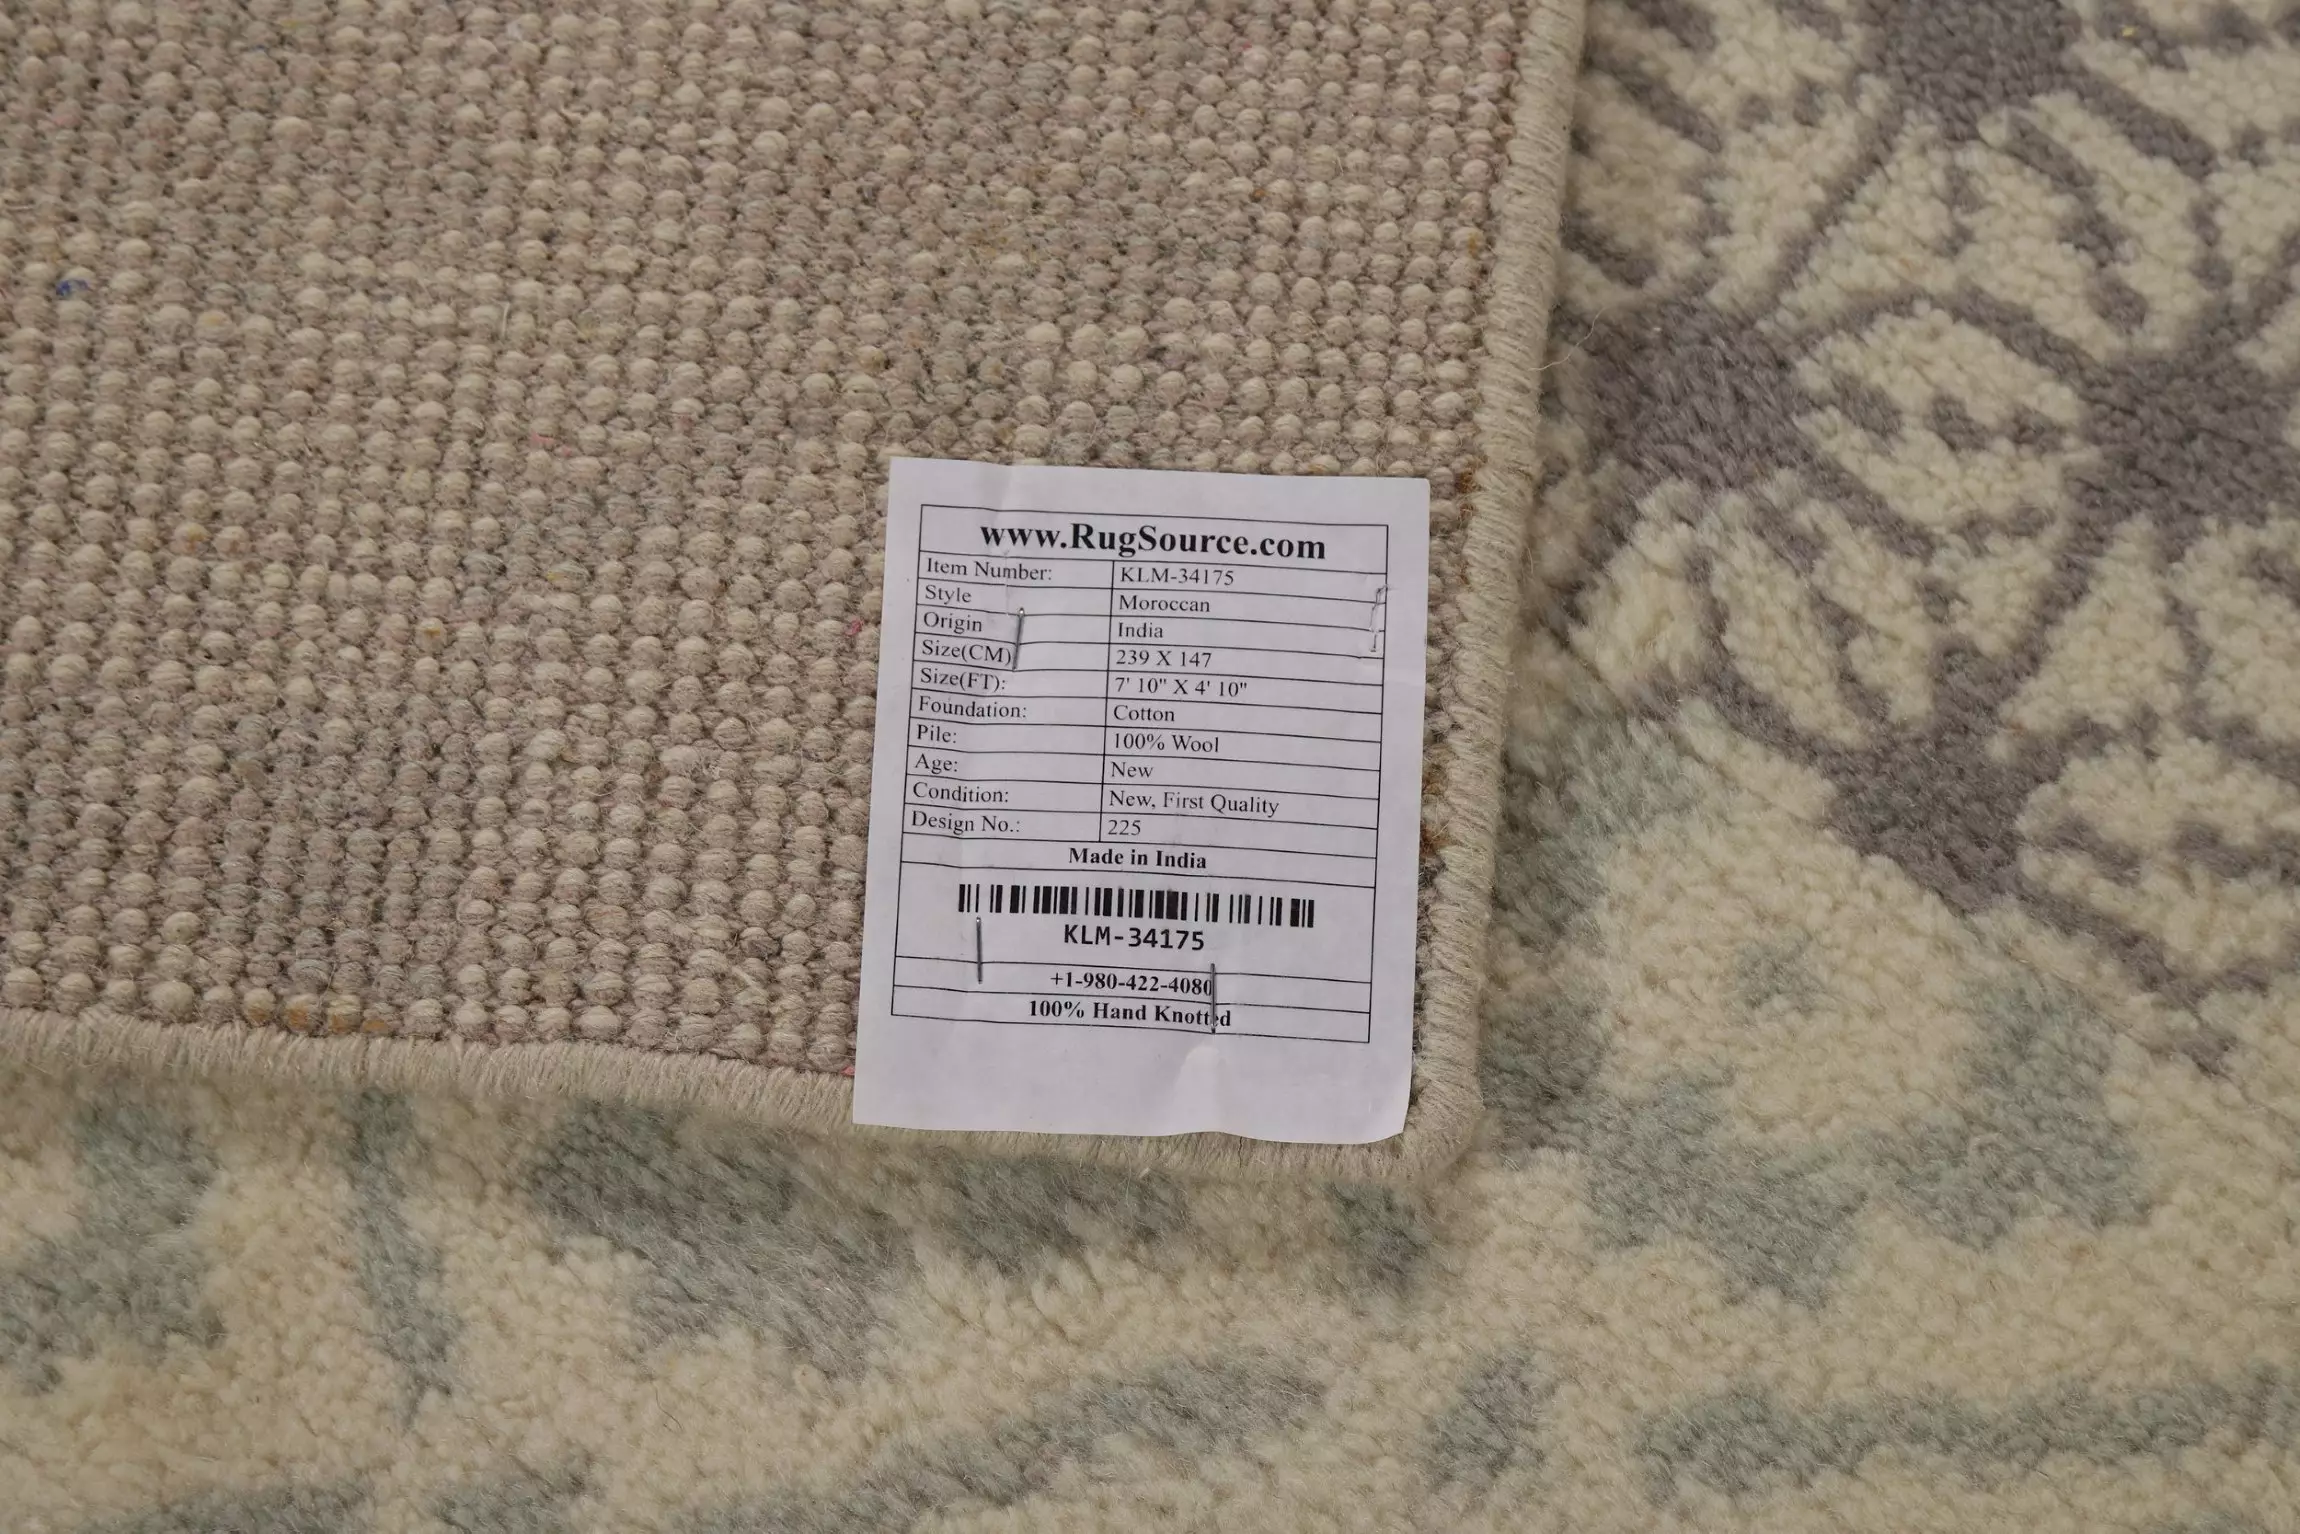 www.RugSource.com
Item Number: KLM-34175
Style Moroccan
Origin India
Size(CM) 239 X 147
Size(FT): 7' 10" X 4' 10"
Foundation: Cotton
Pile: 100% Wool
Age: New
Condition: New, First Quality
Design No.: 225
Made in India
KLM-34175
+1-980-422-4080
100% Hand Knotted